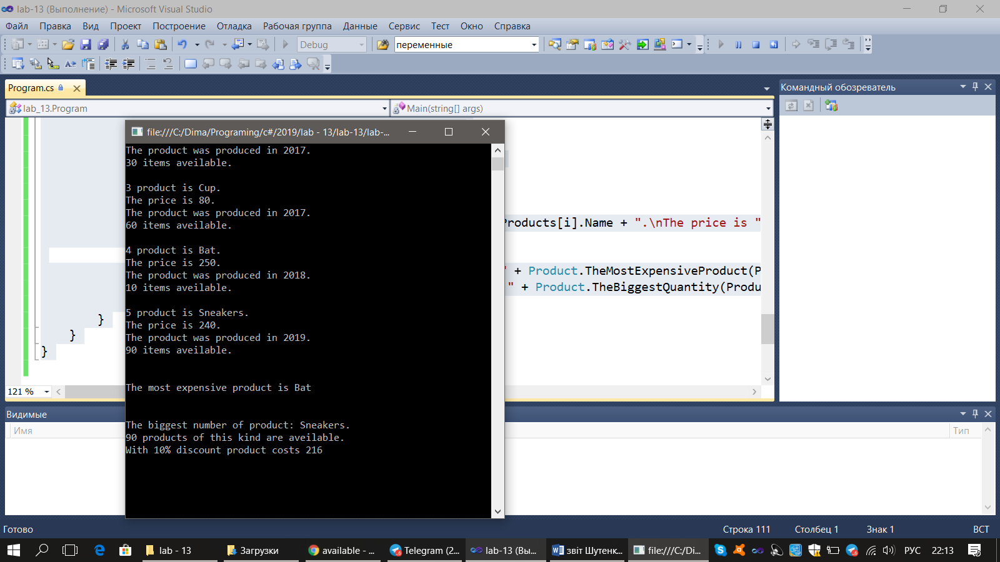 lab-13 (Выполнение) - Microsoft Visual Studio
Файл Правка Вид Проект Построение Отладка Рабочая группа Данные Сервис Тест Окно Справка
Debug переменные
Program.cs
Командный обозреватель
lab_13.Program Main(string[] args)
file:///C:/Dima/Programing/c#/2019/lab - 13/lab-13/lab-...
The product was produced in 2017.
30 items aveilable.
3 product is Cup.
The price is 80.
The product was produced in 2017.
60 items aveilable.
Products[i].Name + ".\nThe price is "
4 product is Bat.
The price is 250.
The product was produced in 2018.
10 items aveilable.
" + Product.TheMostExpensiveProduct(P
" + Product.TheBiggestQuantity(Produ
5 product is Sneakers.
The price is 240.
The product was produced in 2019.
90 items aveilable.
}
}
}
121 %
The most expensive product is Bat
The biggest number of product: Sneakers.
90 products of this kind are aveilable.
With 10% discount product costs 216
Видимые
Имя Тип
Готово Строка 111 Столбец 1 Знак 1 ВСТ
lab - 13 Загрузки available - ... Telegram (2... lab-13 (Вы... звіт Шутенк... file:///C:/Di... РУС 22:13